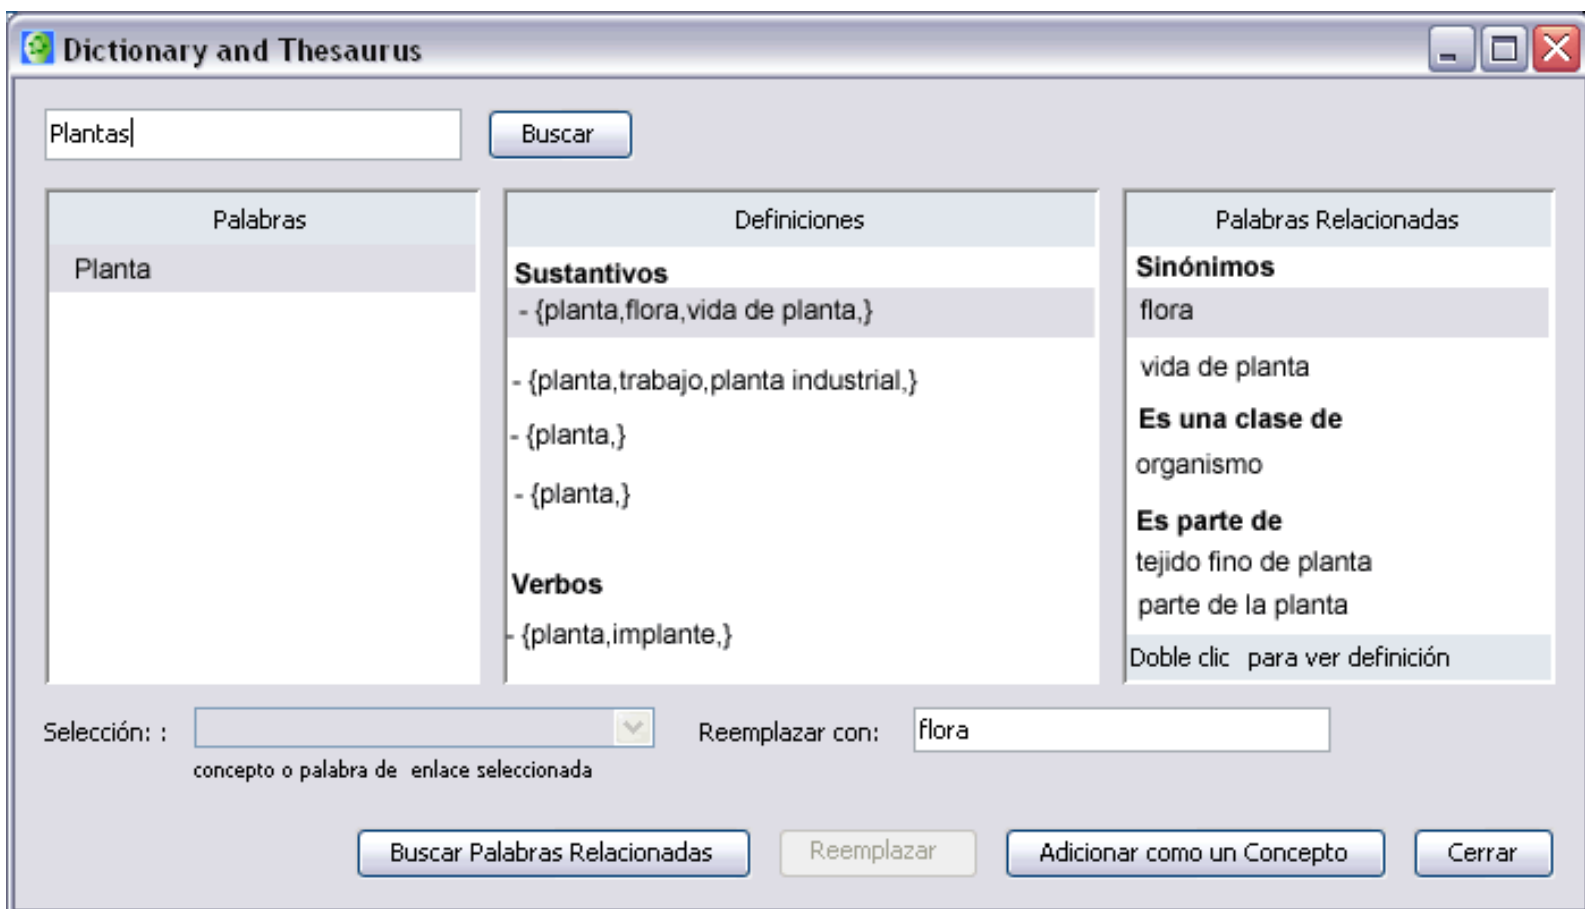 Dictionary and Thesaurus
Plantas
Buscar
Palabras
Planta
Definiciones
Sustantivos
- {planta,flora,vida de planta,}
- {planta,trabajo,planta industrial,}
- {planta,}
- {planta,}
Verbos
- {planta,implante,}
Palabras Relacionadas
Sinónimos
flora
vida de planta
Es una clase de
organismo
Es parte de
tejido fino de planta
parte de la planta
Doble clic para ver definición
Selección: :
Reemplazar con:
flora
concepto o palabra de enlace seleccionada
Buscar Palabras Relacionadas
Reemplazar
Adicionar como un Concepto
Cerrar